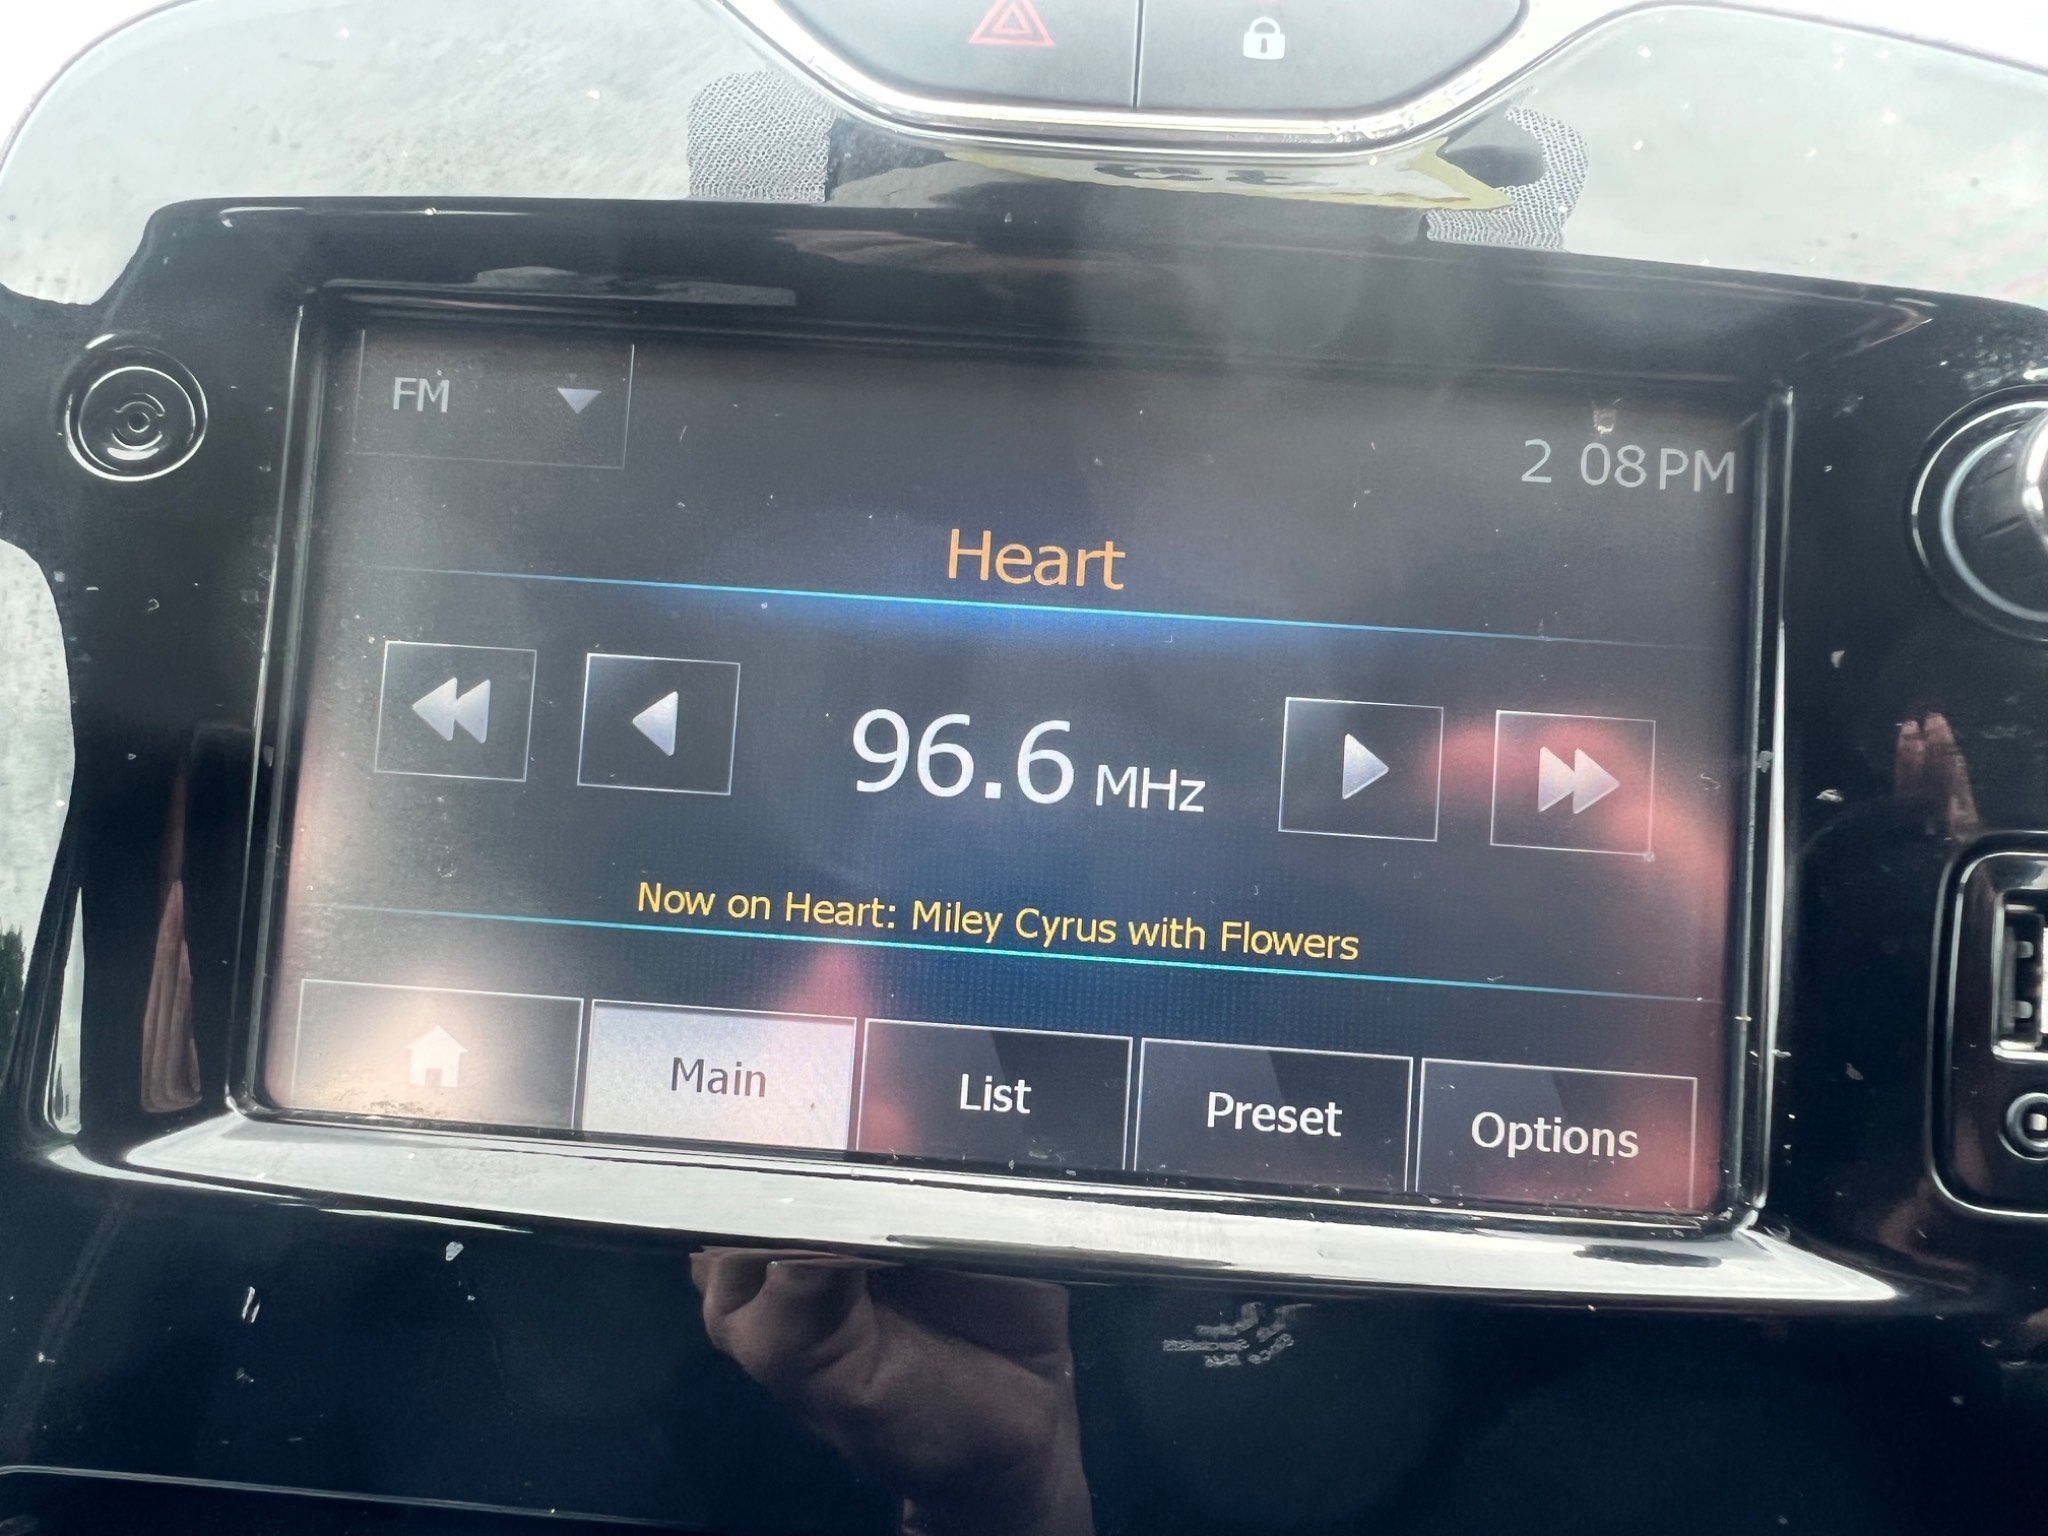 FM
2 08PM
Heart
96.6 MHz
Now on Heart: Miley Cyrus with Flowers
Main
List
Preset
Options